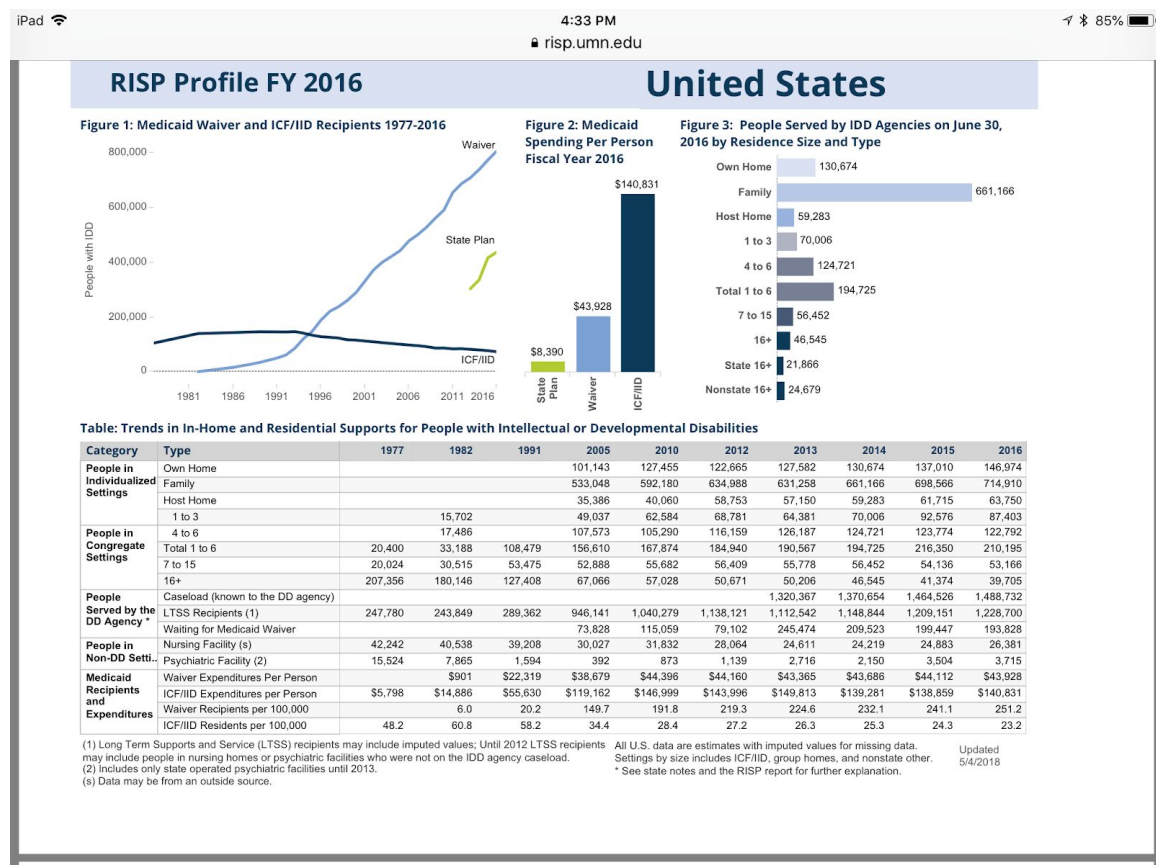 iPad 4:33 PM 85%
risp.umn.edu
RISP Profile FY 2016 United States
Figure 1: Medicaid Waiver and ICF/IID Recipients 1977-2016
800,000
600,000
400,000
200,000
0
People with IDD
Waiver
State Plan
ICF/IID
1981 1986 1991 1996 2001 2006 2011 2016
Figure 2: Medicaid
Spending Per Person
Fiscal Year 2016
$140,831
$43,928
$8,390
State Plan
Waiver
ICF/IID
Figure 3: People Served by IDD Agencies on June 30,
2016 by Residence Size and Type
Own Home 130,674
Family 661,166
Host Home 59,283
1 to 3 70,006
4 to 6 124,721
Total 1 to 6 194,725
7 to 15 56,452
16+ 46,545
State 16+ 21,866
Nonstate 16+ 24,679
Table: Trends in In-Home and Residential Supports for People with Intellectual or Developmental Disabilities
Category Type 1977 1982 1991 2005 2010 2012 2013 2014 2015 2016
People in Individualized Settings
Own Home 101,143 127,455 122,665 127,582 130,674 137,010 146,974
Family 533,048 592,180 634,988 631,258 661,166 698,566 714,910
Host Home 35,386 40,060 58,753 57,150 59,283 61,715 63,750
People in Congregate Settings
1 to 3 15,702 49,037 62,584 68,781 64,381 70,006 92,576 87,403
4 to 6 17,486 107,573 105,290 116,159 126,187 124,721 123,774 122,792
Total 1 to 6 20,400 33,188 108,479 156,610 167,874 184,940 190,567 194,725 216,350 210,195
7 to 15 20,024 30,515 53,475 52,888 55,682 56,409 55,778 56,452 54,136 53,166
16+ 207,356 180,146 127,408 67,066 57,028 50,671 50,206 46,545 41,374 39,705
People Served by the DD Agency *
Caseload (known to the DD agency) 1,320,367 1,370,654 1,464,526 1,488,732
LTSS Recipients (1) 247,780 243,849 289,362 946,141 1,040,279 1,138,121 1,112,542 1,148,844 1,209,151 1,228,700
Waiting for Medicaid Waiver 73,828 115,059 79,102 245,474 209,523 199,447 193,828
People in Non-DD Setti..
Nursing Facility (s) 42,242 40,538 39,208 30,027 31,832 28,064 24,611 24,219 24,883 26,381
Psychiatric Facility (2) 15,524 7,865 1,594 392 873 1,139 2,716 2,150 3,504 3,715
Medicaid Recipients and Expenditures
Waiver Expenditures Per Person $901 $22,319 $38,679 $44,396 $44,160 $43,365 $43,686 $44,112 $43,928
ICF/IID Expenditures per Person $5,798 $14,886 $55,630 $119,162 $146,999 $143,996 $149,813 $139,281 $138,859 $140,831
Waiver Recipients per 100,000 6.0 20.2 149.7 191.8 219.3 224.6 232.1 241.1 251.2
ICF/IID Residents per 100,000 48.2 60.8 58.2 34.4 28.4 27.2 26.3 25.3 24.3 23.2
(1) Long Term Supports and Service (LTSS) recipients may include imputed values; Until 2012 LTSS recipients
may include people in nursing homes or psychiatric facilities who were not on the IDD agency caseload.
(2) Includes only state operated psychiatric facilities until 2013.
(s) Data may be from an outside source.
All U.S. data are estimates with imputed values for missing data.
Settings by size includes ICF/IID, group homes, and nonstate other.
* See state notes and the RISP report for further explanation.
Updated
5/4/2018